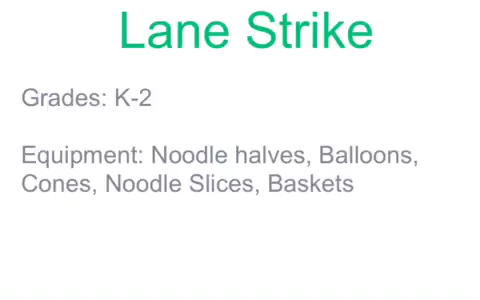 Lane Strike
Grades: K-2
Equipment: Noodle halves, Balloons,
Cones, Noodle Slices, Baskets